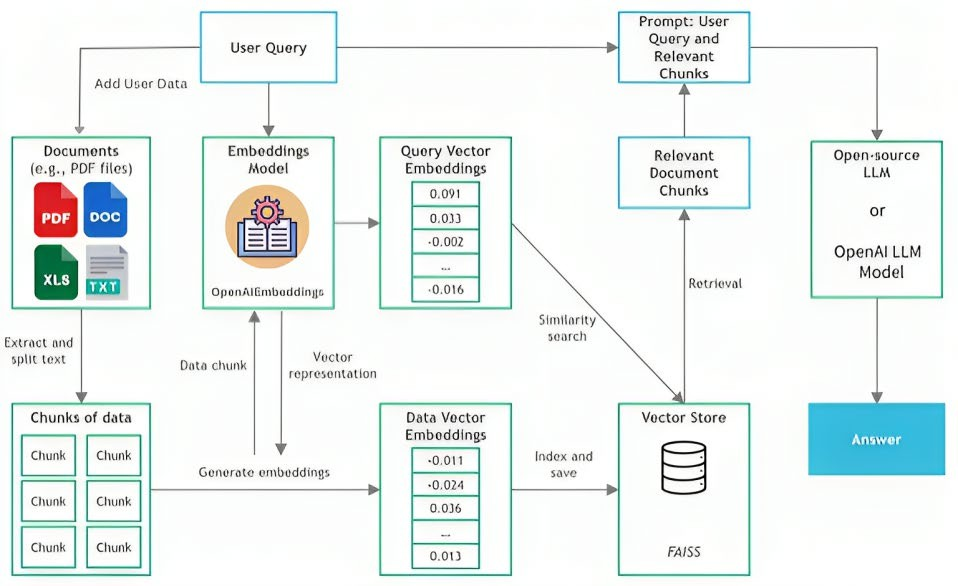 User Query
Prompt: User
Query and
Relevant
Chunks
Add User Data
Documents
(e.g., PDF files)
PDF
DOC
XLS
TXT
Embeddings
Model
OpenAIEmbeddings
Query Vector
Embeddings
0.091
0.033
-0.002
...
-0.016
Relevant
Document
Chunks
Open-source
LLM
or
OpenAI LLM
Model
Extract and
split text
Data chunk
Vector
representation
Similarity
search
Retrieval
Chunks of data
Chunk
Chunk
Chunk
Chunk
Chunk
Chunk
Generate embeddings
Data Vector
Embeddings
-0.011
-0.024
0.036
...
0.013
Index and
save
Vector Store
FAISS
Answer